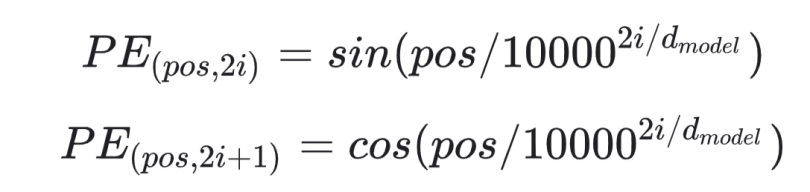 PE_{(pos,2i)} = sin(pos/10000^{2i/d_{model}})
PE_{(pos,2i+1)} = cos(pos/10000^{2i/d_{model}})